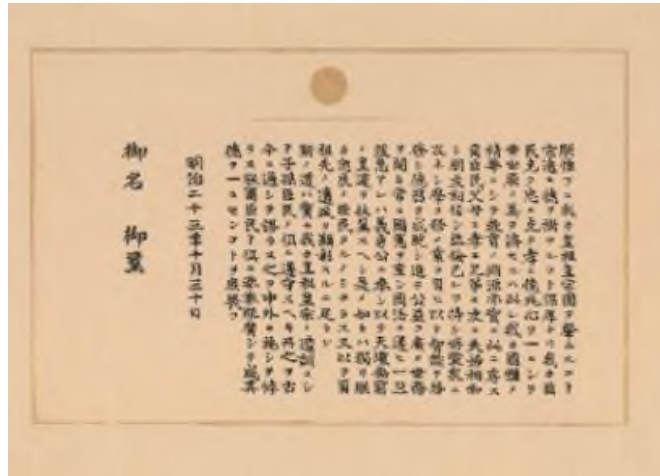 朕惟フニ我カ皇祖皇宗國ヲ肇ムルコト
宏遠ニ德ヲ樹ツルコト深厚ナリ我カ臣
民克ク忠ニ克ク孝ニ億兆心ヲ一ニシテ
世世厥ノ美ヲ濟セルハ此レ我カ國體ノ
精華ニシテ教育ノ淵源亦實ニ此ニ存ス
爾臣民父母ニ孝ニ兄弟ニ友ニ夫婦相和
シ朋友相信シ恭儉己レヲ持シ博愛衆ニ
及ホシ學ヲ修メ業ヲ習ヒ以テ智能ヲ啓
發シ德器ヲ成就シ進テ公益ヲ廣メ世務
ヲ開キ常ニ國憲ヲ重シ國法ニ遵ヒ一旦
緩急アレハ義勇公ニ奉シ以テ天壤無窮
ノ皇運ヲ扶翼スヘシ是ノ如キハ獨リ朕
カ忠良ノ臣民タルノミナラス又以テ爾
祖先ノ遺風ヲ顯彰スルニ足ラン
斯ノ道ハ實ニ我カ皇祖皇宗ノ遺訓ニシ
テ子孫臣民ノ俱ニ遵守スヘキ所之ヲ古
今ニ通シテ謬ラス之ヲ中外ニ施シテ悖
ラス朕爾臣民ト俱ニ拳拳服膺シテ咸其
德ヲ一ニセンコトヲ庶幾フ
明治二十三年十月三十日
御名　御璽